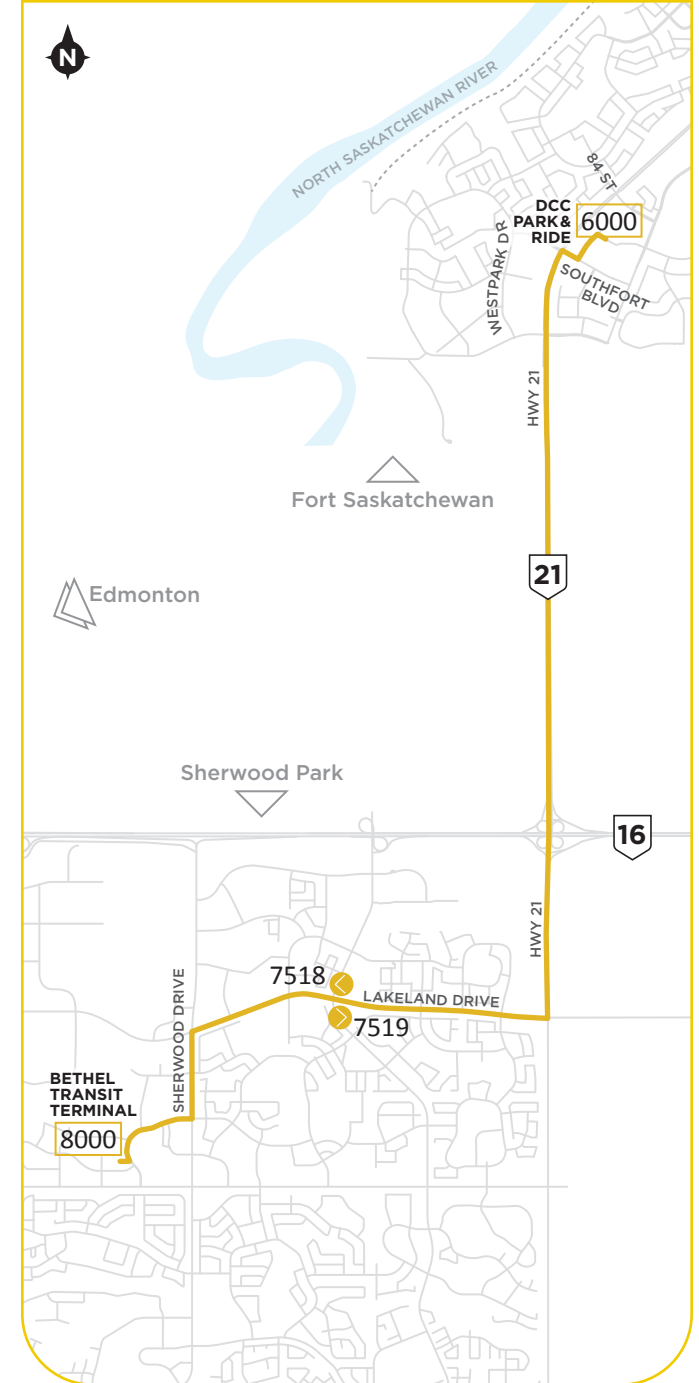 N
NORTH SASKATCHEWAN RIVER
84 ST
DCC
PARK &
RIDE
6000
WESTPARK DR
SOUTHFORT
BLVD
HWY 21
Fort Saskatchewan
21
Edmonton
Sherwood Park
16
HWY 21
7518
LAKELAND DRIVE
7519
SHERWOOD DRIVE
BETHEL
TRANSIT
TERMINAL
8000